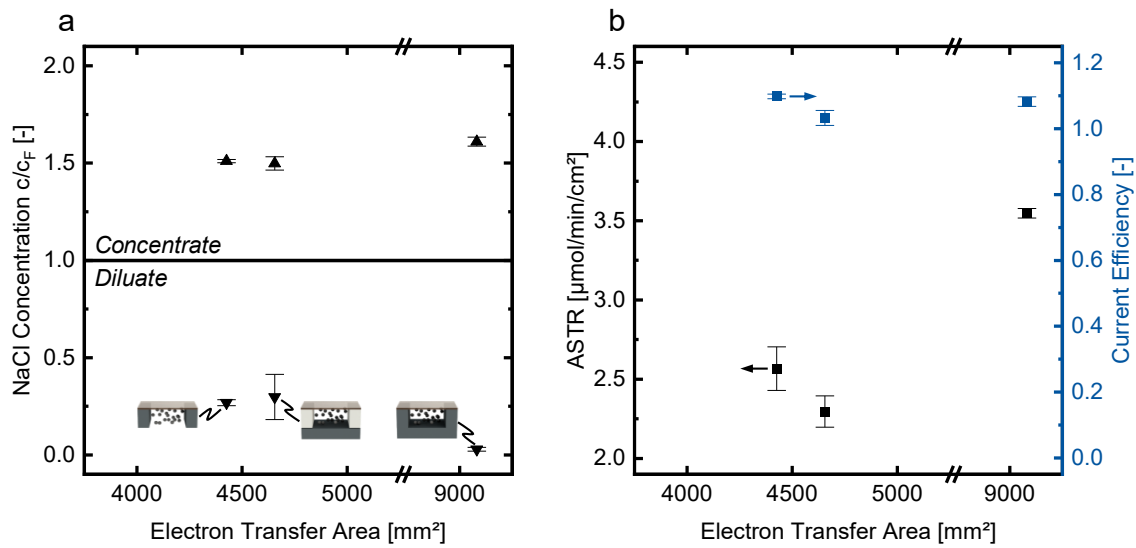 a
NaCl Concentration c/c_F [-]
2.0
1.5
1.0
0.5
0.0
Concentrate
Diluate
4000
4500
5000
9000
Electron Transfer Area [mm²]
b
ASTR [µmol/min/cm²]
4.5
4.0
3.5
3.0
2.5
2.0
1.2
1.0
0.8
0.6
0.4
0.2
0.0
Current Efficiency [-]
4000
4500
5000
9000
Electron Transfer Area [mm²]